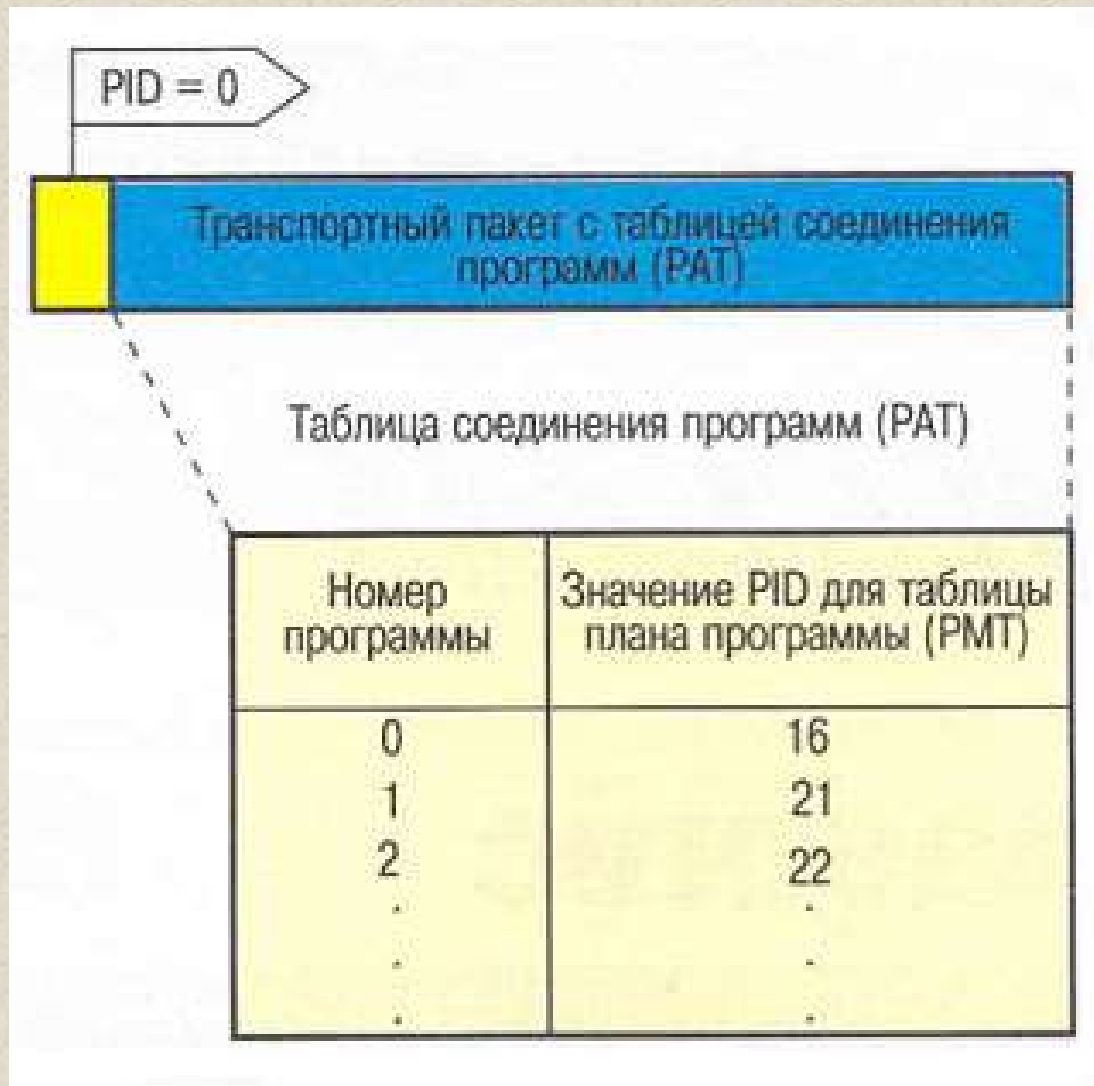 PID = 0
Транспортный пакет с таблицей соединения
программ (PAT)
Таблица соединения программ (PAT)
Номер
программы
Значение PID для таблицы
плана программы (PMT)
0 16
1 21
2 22
. .
. .
. .